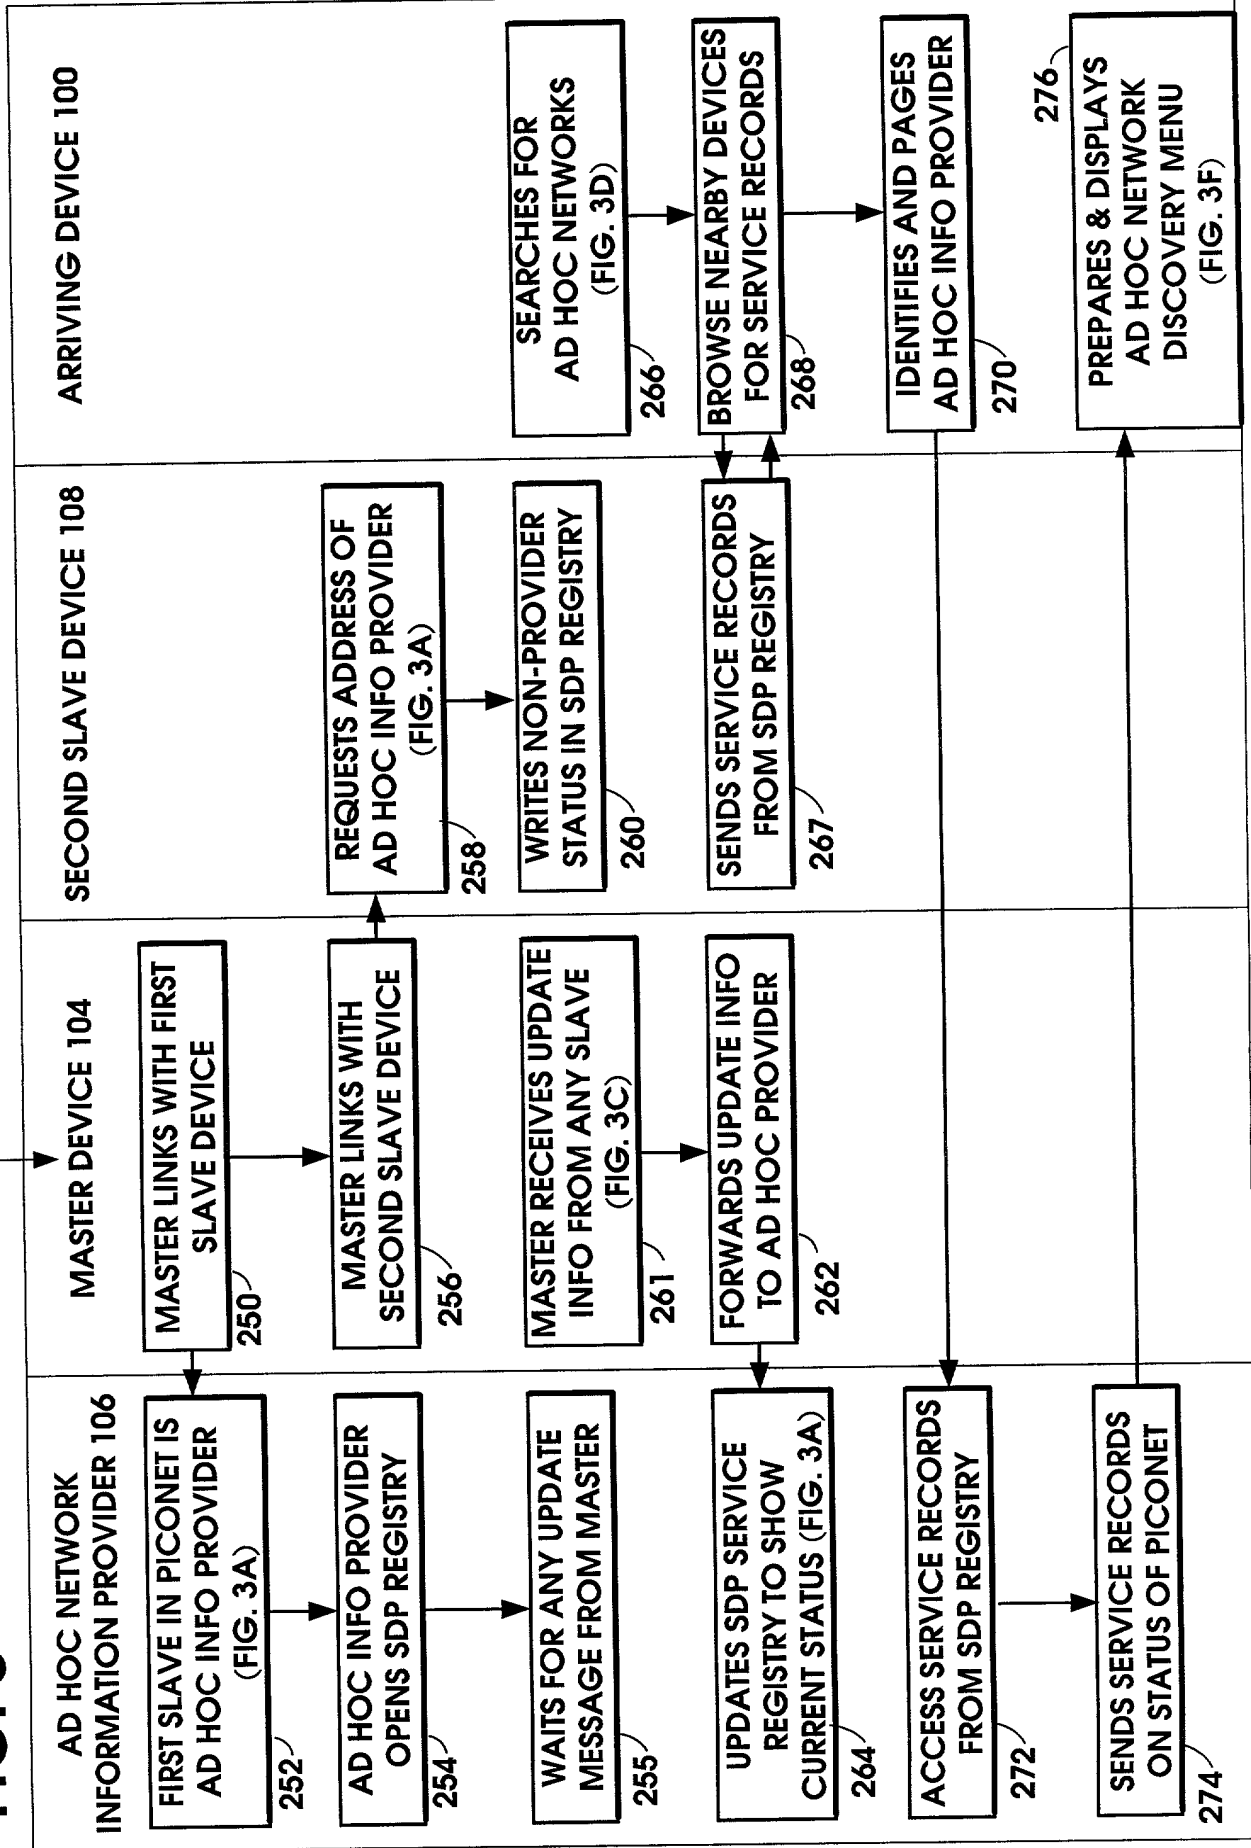 AD HOC NETWORK
INFORMATION PROVIDER 106
MASTER DEVICE 104
SECOND SLAVE DEVICE 108
ARRIVING DEVICE 100
FIRST SLAVE IN PICONET IS
AD HOC INFO PROVIDER
(FIG. 3A)
252
MASTER LINKS WITH FIRST
SLAVE DEVICE
250
AD HOC INFO PROVIDER
OPENS SDP REGISTRY
254
MASTER LINKS WITH
SECOND SLAVE DEVICE
256
REQUESTS ADDRESS OF
AD HOC INFO PROVIDER
(FIG. 3A)
258
WAITS FOR ANY UPDATE
MESSAGE FROM MASTER
255
MASTER RECEIVES UPDATE
INFO FROM ANY SLAVE
(FIG. 3C)
261
WRITES NON-PROVIDER
STATUS IN SDP REGISTRY
260
SEARCHES FOR
AD HOC NETWORKS
(FIG. 3D)
266
UPDATES SDP SERVICE
REGISTRY TO SHOW
CURRENT STATUS (FIG. 3A)
264
FORWARDS UPDATE INFO
TO AD HOC PROVIDER
262
SENDS SERVICE RECORDS
FROM SDP REGISTRY
267
BROWSE NEARBY DEVICES
FOR SERVICE RECORDS
268
ACCESS SERVICE RECORDS
FROM SDP REGISTRY
272
IDENTIFIES AND PAGES
AD HOC INFO PROVIDER
270
SENDS SERVICE RECORDS
ON STATUS OF PICONET
274
276
PREPARES & DISPLAYS
AD HOC NETWORK
DISCOVERY MENU
(FIG. 3F)